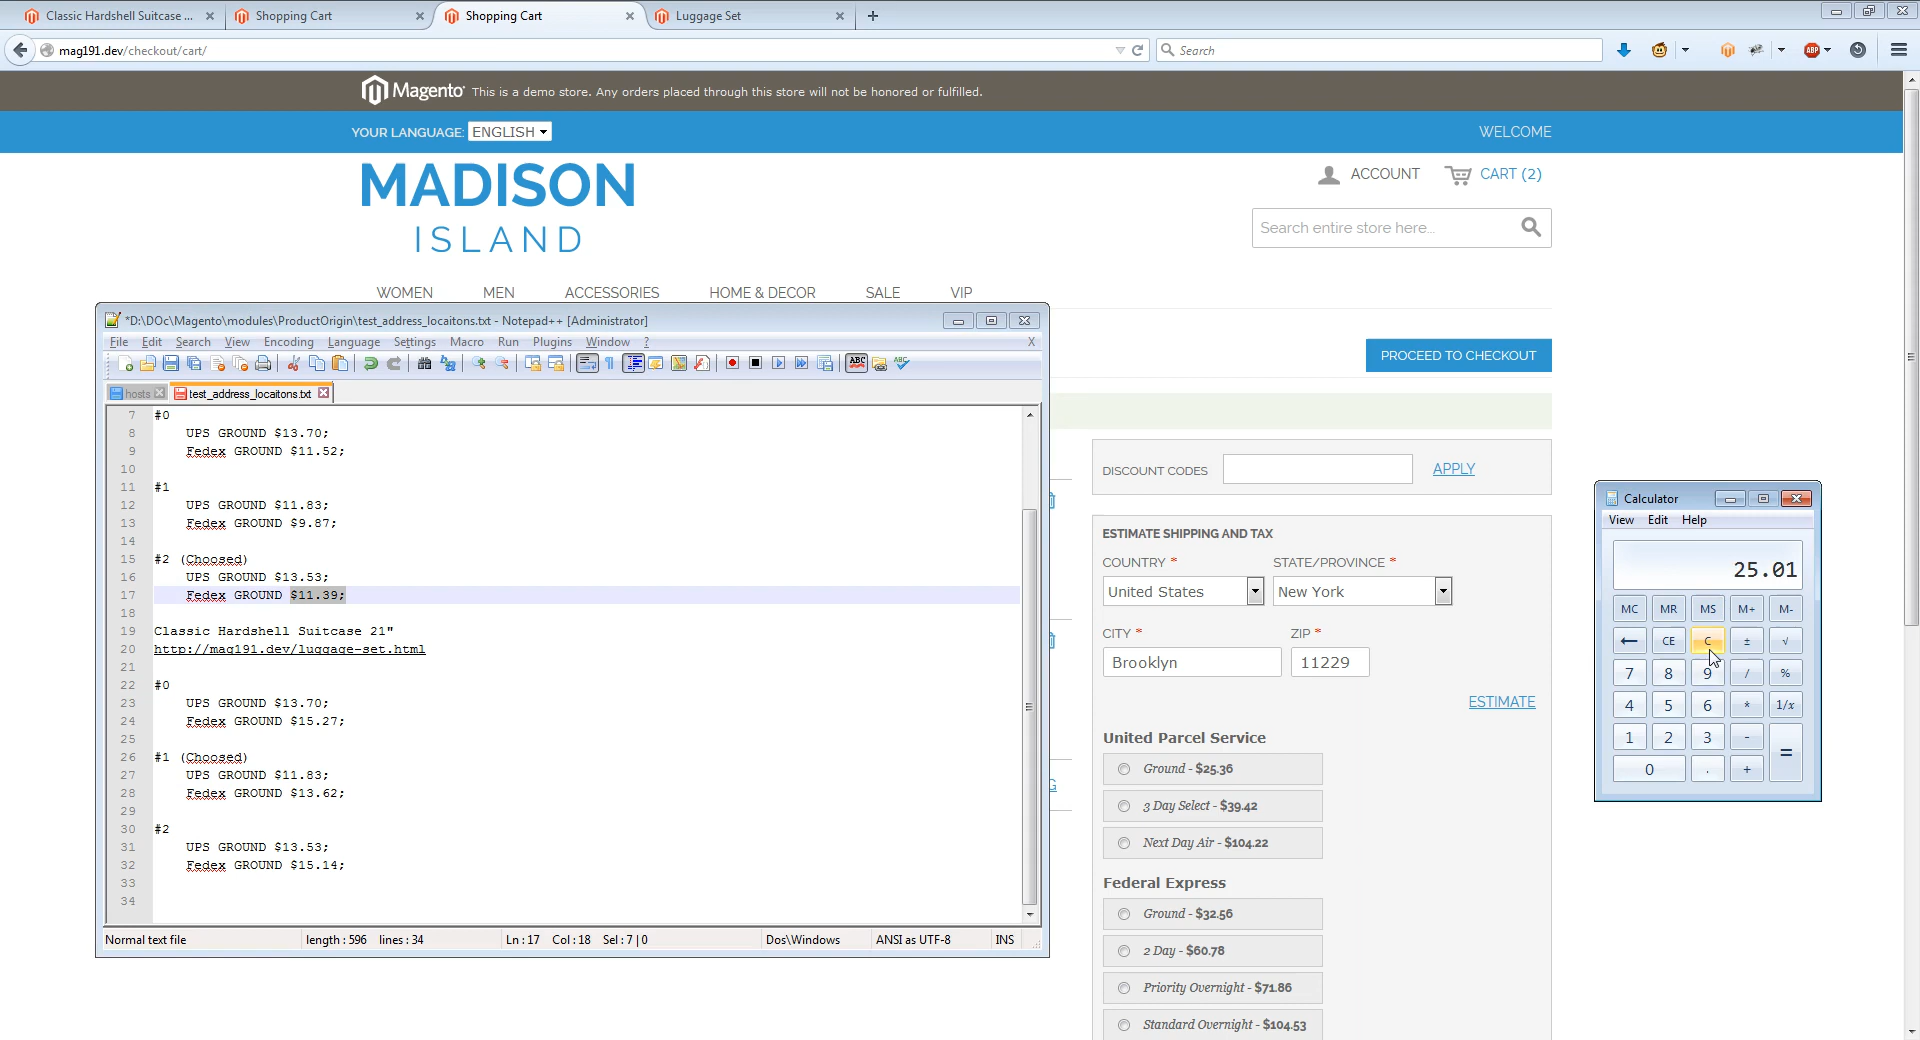 Classic Hardshell Suitcase ...
Shopping Cart
Shopping Cart
Luggage Set
mag191.dev/checkout/cart/
Search
ABP
Magento
This is a demo store. Any orders placed through this store will not be honored or fulfilled.
YOUR LANGUAGE: ENGLISH
WELCOME
MADISON
ISLAND
ACCOUNT
CART (2)
Search entire store here...
WOMEN MEN ACCESSORIES HOME & DECOR SALE VIP
*D:\DOc\Magento\modules\ProductOrigin\test_address_locaitons.txt - Notepad++ [Administrator]
File Edit Search View Encoding Language Settings Macro Run Plugins Window ? X
ABC
ABC
hosts
test_address_locaitons.txt
7 #0
8 UPS GROUND $13.70;
9 Fedex GROUND $11.52;
10
11 #1
12 UPS GROUND $11.83;
13 Fedex GROUND $9.87;
14
15 #2 (Choosed)
16 UPS GROUND $13.53;
17 Fedex GROUND $11.39;
18
19 Classic Hardshell Suitcase 21"
20 http://mag191.dev/luggage-set.html
21
22 #0
23 UPS GROUND $13.70;
24 Fedex GROUND $15.27;
25
26 #1 (Choosed)
27 UPS GROUND $11.83;
28 Fedex GROUND $13.62;
29
30 #2
31 UPS GROUND $13.53;
32 Fedex GROUND $15.14;
33
34
Normal text file
length : 596 lines : 34
Ln : 17 Col : 18 Sel : 7 | 0
Dos\Windows
ANSI as UTF-8
INS
PROCEED TO CHECKOUT
DISCOUNT CODES
APPLY
G
ESTIMATE SHIPPING AND TAX
COUNTRY *
STATE/PROVINCE *
United States
New York
CITY *
ZIP *
Brooklyn
11229
ESTIMATE
United Parcel Service
Ground - $25.36
3 Day Select - $39.42
Next Day Air - $104.22
Federal Express
Ground - $32.56
2 Day - $60.78
Priority Overnight - $71.86
Standard Overnight - $104.53
Calculator
View Edit Help
25.01
MC MR MS M+ M-
← CE C ± √
7 8 9 / %
4 5 6 * 1/x
1 2 3 - =
0 . +